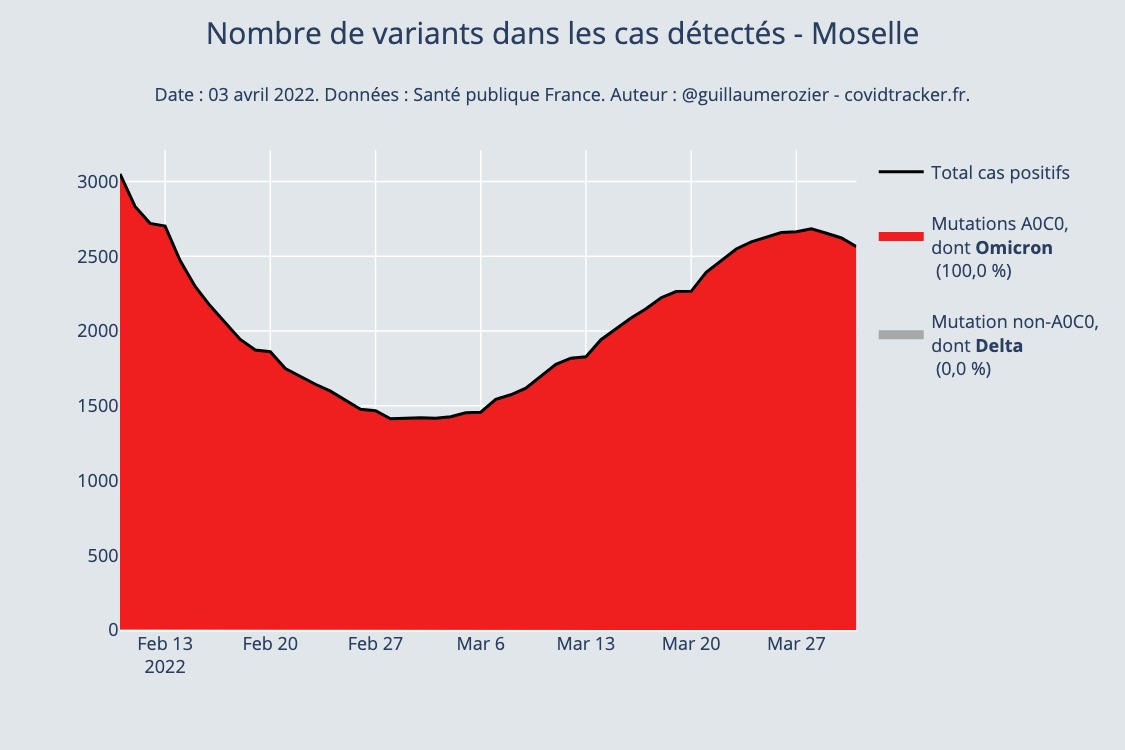 Nombre de variants dans les cas détectés - Moselle
Date : 03 avril 2022. Données : Santé publique France. Auteur : @guillaumerozier - covidtracker.fr.
3000
2500
2000
1500
1000
500
0
Feb 13
2022
Feb 20
Feb 27
Mar 6
Mar 13
Mar 20
Mar 27
Total cas positifs
Mutations A0C0,
dont Omicron
(100,0 %)
Mutation non-A0C0,
dont Delta
(0,0 %)